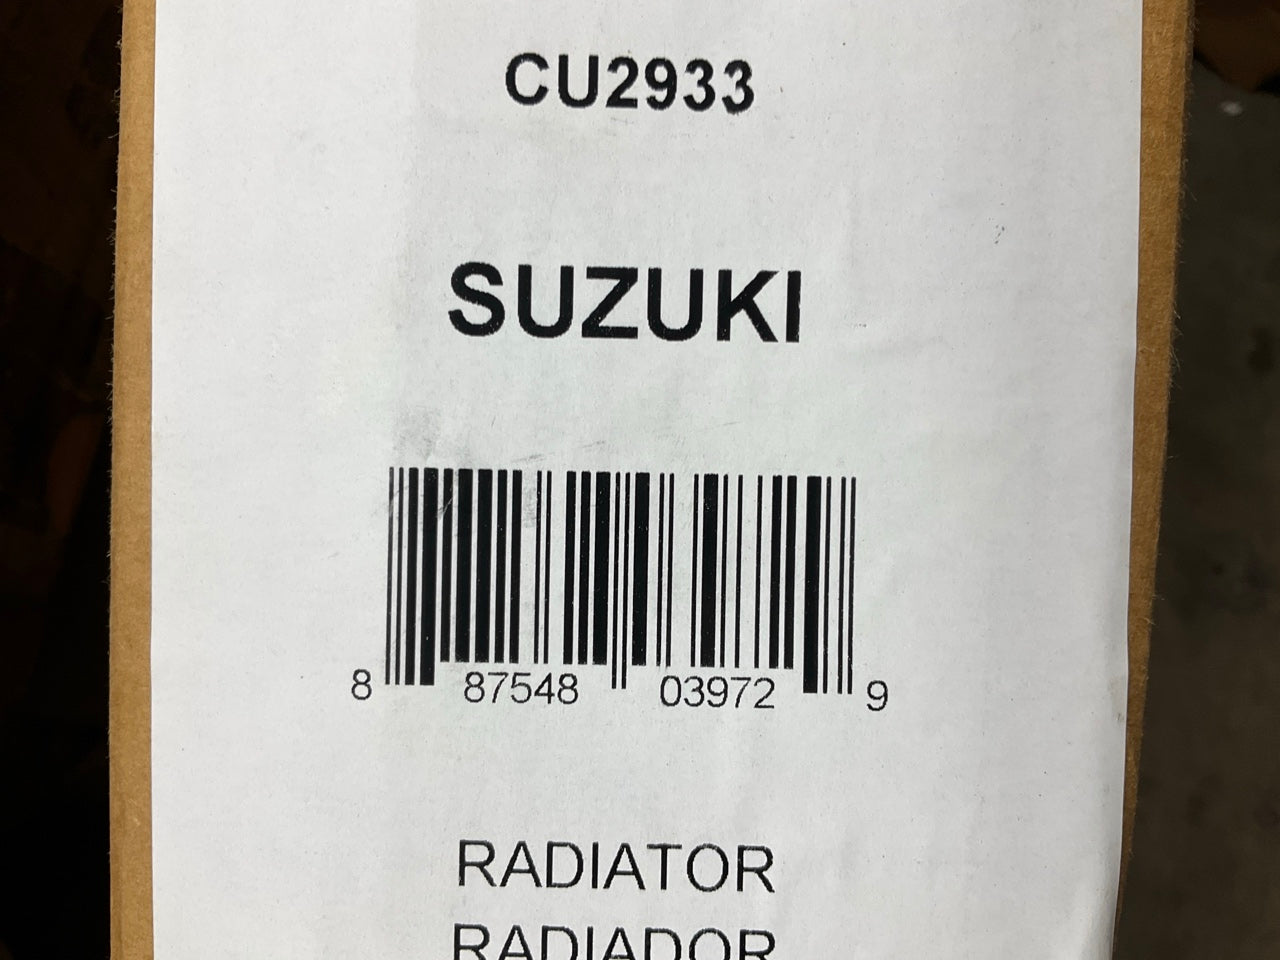 CU2933
SUZUKI
8 87548 03972 9
RADIATOR
RADIADOR